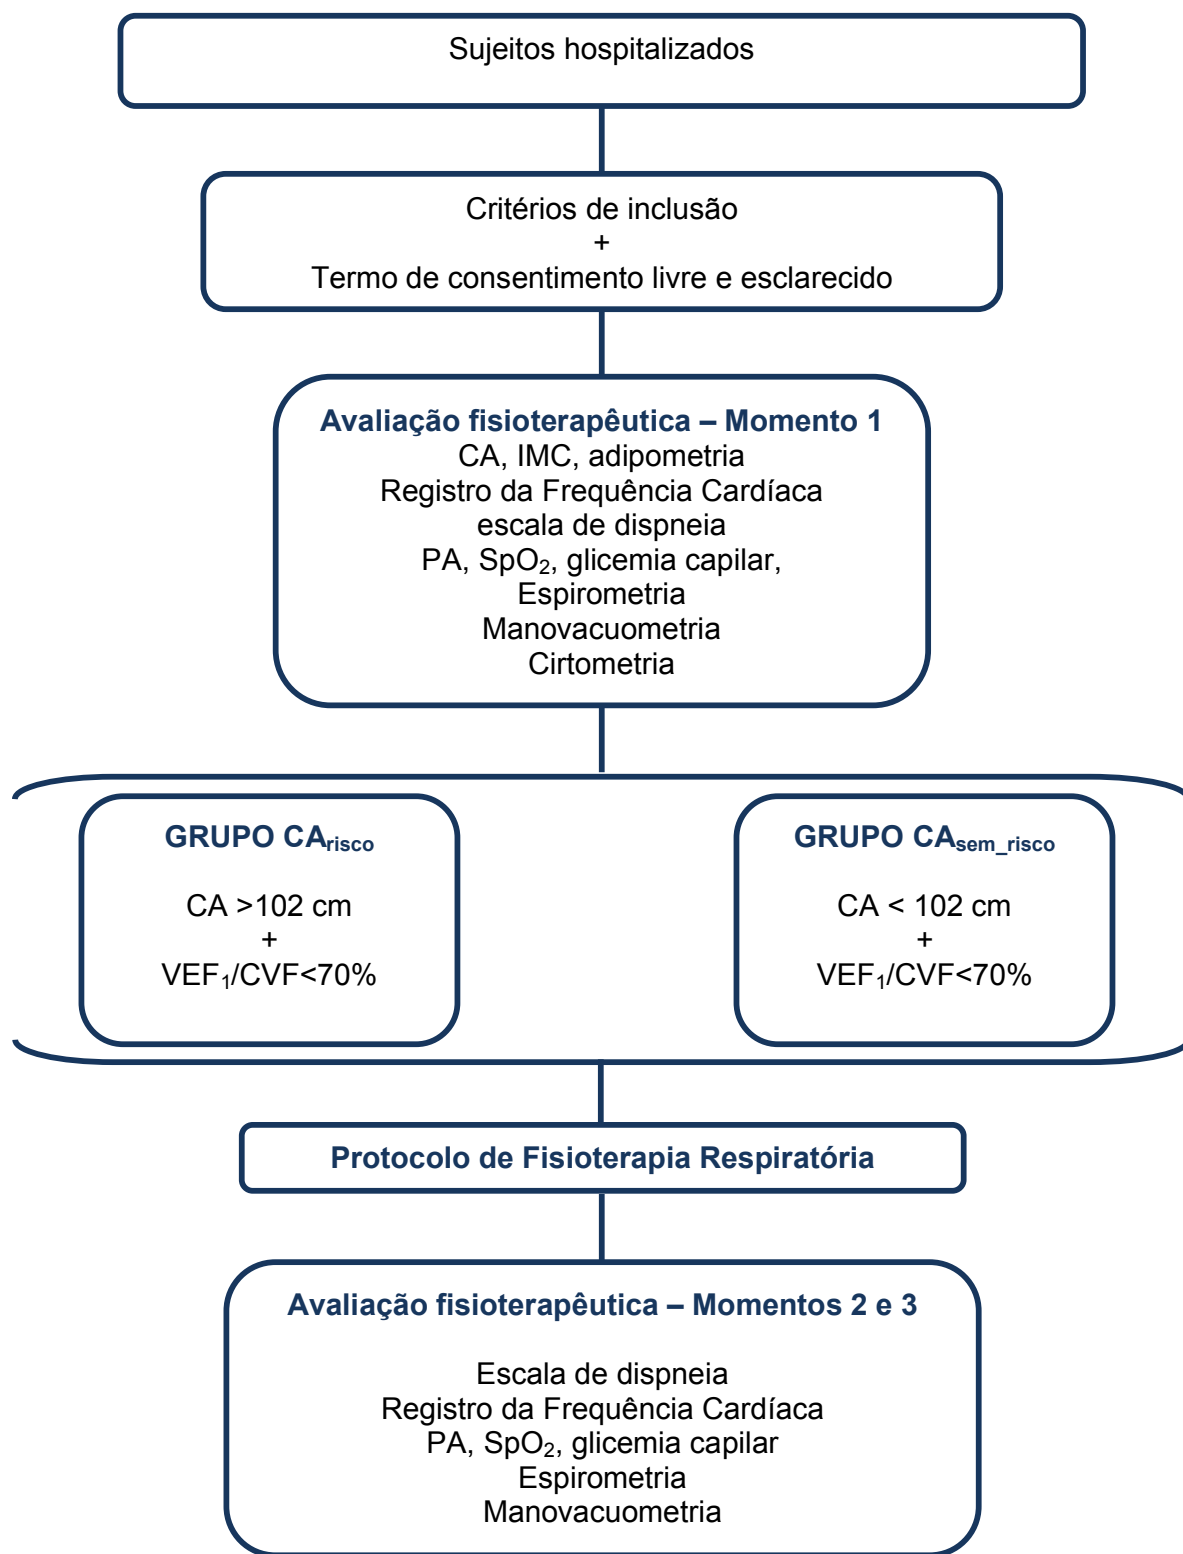 Sujeitos hospitalizados
Critérios de inclusão
+
Termo de consentimento livre e esclarecido
Avaliação fisioterapêutica – Momento 1
CA, IMC, adipometria
Registro da Frequência Cardíaca
escala de dispneia
PA, SpO₂, glicemia capilar,
Espirometria
Manovacuometria
Cirtometria
GRUPO CArisco
CA >102 cm
+
VEF₁/CVF<70%
GRUPO CAsem_risco
CA < 102 cm
+
VEF₁/CVF<70%
Protocolo de Fisioterapia Respiratória
Avaliação fisioterapêutica – Momentos 2 e 3
Escala de dispneia
Registro da Frequência Cardíaca
PA, SpO₂, glicemia capilar
Espirometria
Manovacuometria